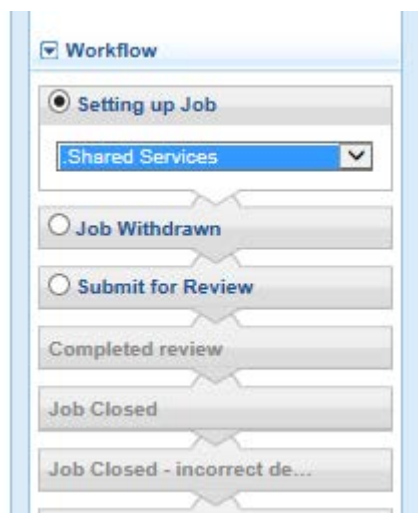 Workflow
Setting up Job
.Shared Services
Job Withdrawn
Submit for Review
Completed review
Job Closed
Job Closed - incorrect de...